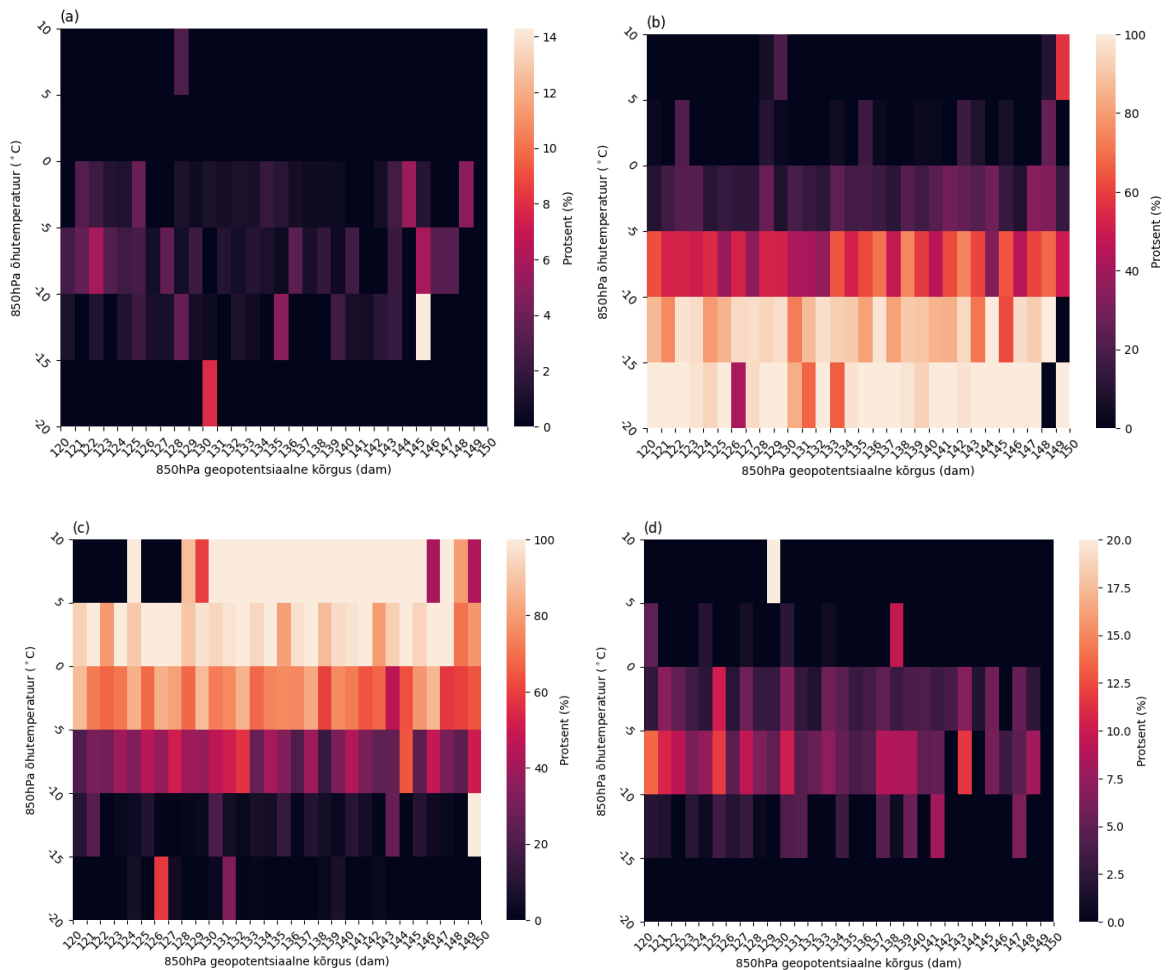 (a)
10
5
0
-5
-10
-15
-20
850hPa õhutemperatuur (°C)
120 121 122 123 124 125 126 127 128 129 130 131 132 133 134 135 136 137 138 139 140 141 142 143 144 145 146 147 148 149 150
850hPa geopotentsiaalne kõrgus (dam)
14
12
10
8
6
4
2
0
Protsent (%)
(b)
10
5
0
-5
-10
-15
-20
850hPa õhutemperatuur (°C)
120 121 122 123 124 125 126 127 128 129 130 131 132 133 134 135 136 137 138 139 140 141 142 143 144 145 146 147 148 149 150
850hPa geopotentsiaalne kõrgus (dam)
100
80
60
40
20
0
Protsent (%)
(c)
10
5
0
-5
-10
-15
-20
850hPa õhutemperatuur (°C)
120 121 122 123 124 125 126 127 128 129 130 131 132 133 134 135 136 137 138 139 140 141 142 143 144 145 146 147 148 149 150
850hPa geopotentsiaalne kõrgus (dam)
100
80
60
40
20
0
Protsent (%)
(d)
10
5
0
-5
-10
-15
-20
850hPa õhutemperatuur (°C)
120 121 122 123 124 125 126 127 128 129 130 131 132 133 134 135 136 137 138 139 140 141 142 143 144 145 146 147 148 149 150
850hPa geopotentsiaalne kõrgus (dam)
20.0
17.5
15.0
12.5
10.0
7.5
5.0
2.5
0.0
Protsent (%)